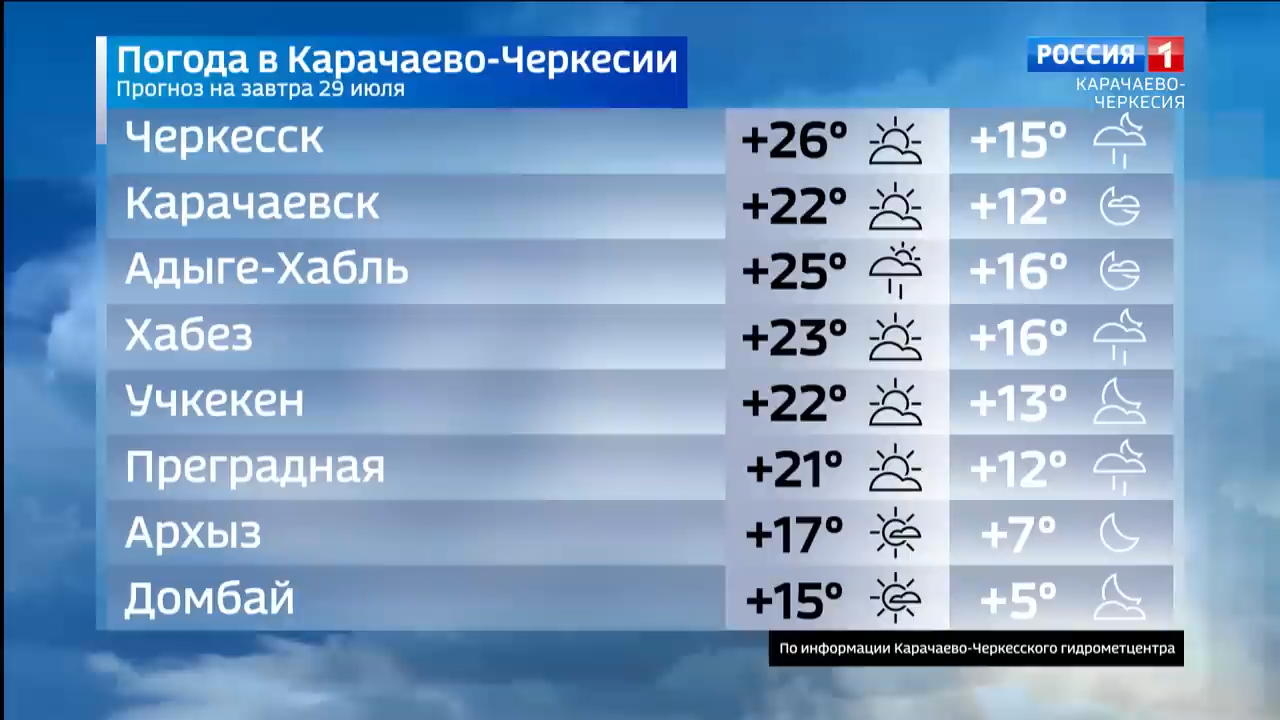 Погода в Карачаево-Черкесии
Прогноз на завтра 29 июля
РОССИЯ 1
КАРАЧАЕВО-
ЧЕРКЕСИЯ
Черкесск +26° +15°
Карачаевск +22° +12°
Адыге-Хабль +25° +16°
Хабез +23° +16°
Учкекен +22° +13°
Преградная +21° +12°
Архыз +17° +7°
Домбай +15° +5°
По информации Карачаево-Черкесского гидрометцентра